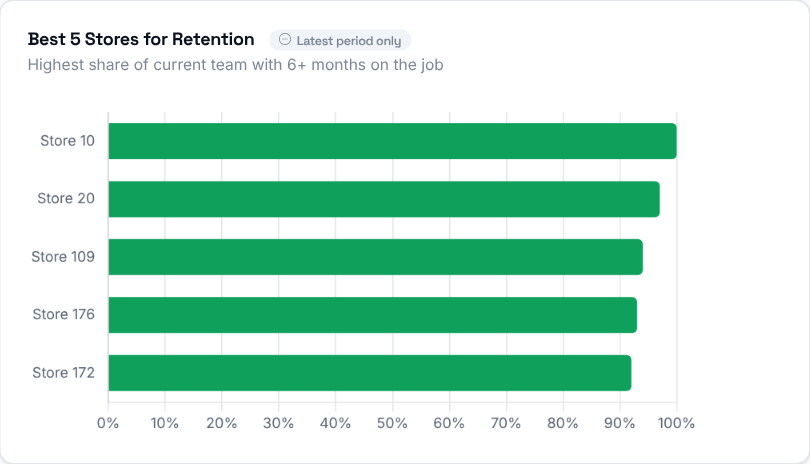 Best 5 Stores for Retention Latest period only
Highest share of current team with 6+ months on the job
Store 10
Store 20
Store 109
Store 176
Store 172
0% 10% 20% 30% 40% 50% 60% 70% 80% 90% 100%